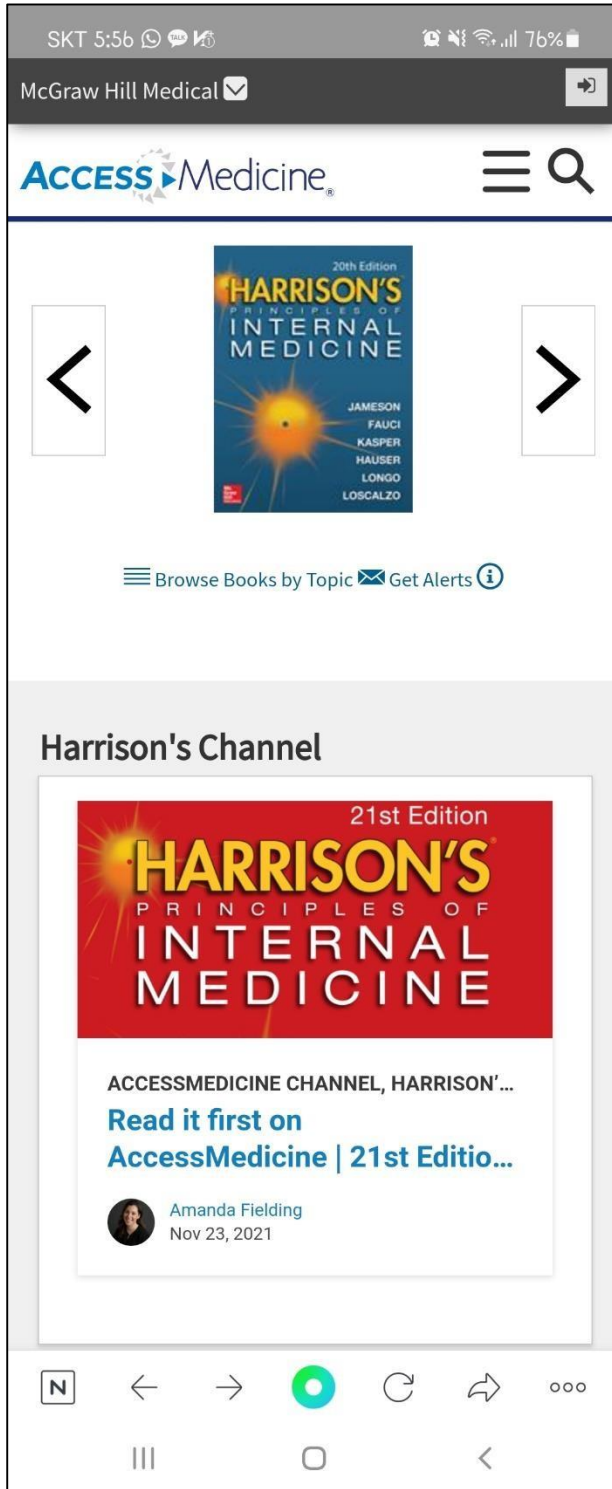 SKT 5:56 TALK 76%
McGraw Hill Medical
ACCESS Medicine®
20th Edition
HARRISON'S
PRINCIPLES OF
INTERNAL
MEDICINE
JAMESON
FAUCI
KASPER
HAUSER
LONGO
LOSCALZO
Browse Books by Topic Get Alerts
Harrison's Channel
21st Edition
HARRISON'S®
PRINCIPLES OF
INTERNAL
MEDICINE
ACCESSMEDICINE CHANNEL, HARRISON'...
Read it first on
AccessMedicine | 21st Editio...
Amanda Fielding
Nov 23, 2021
N